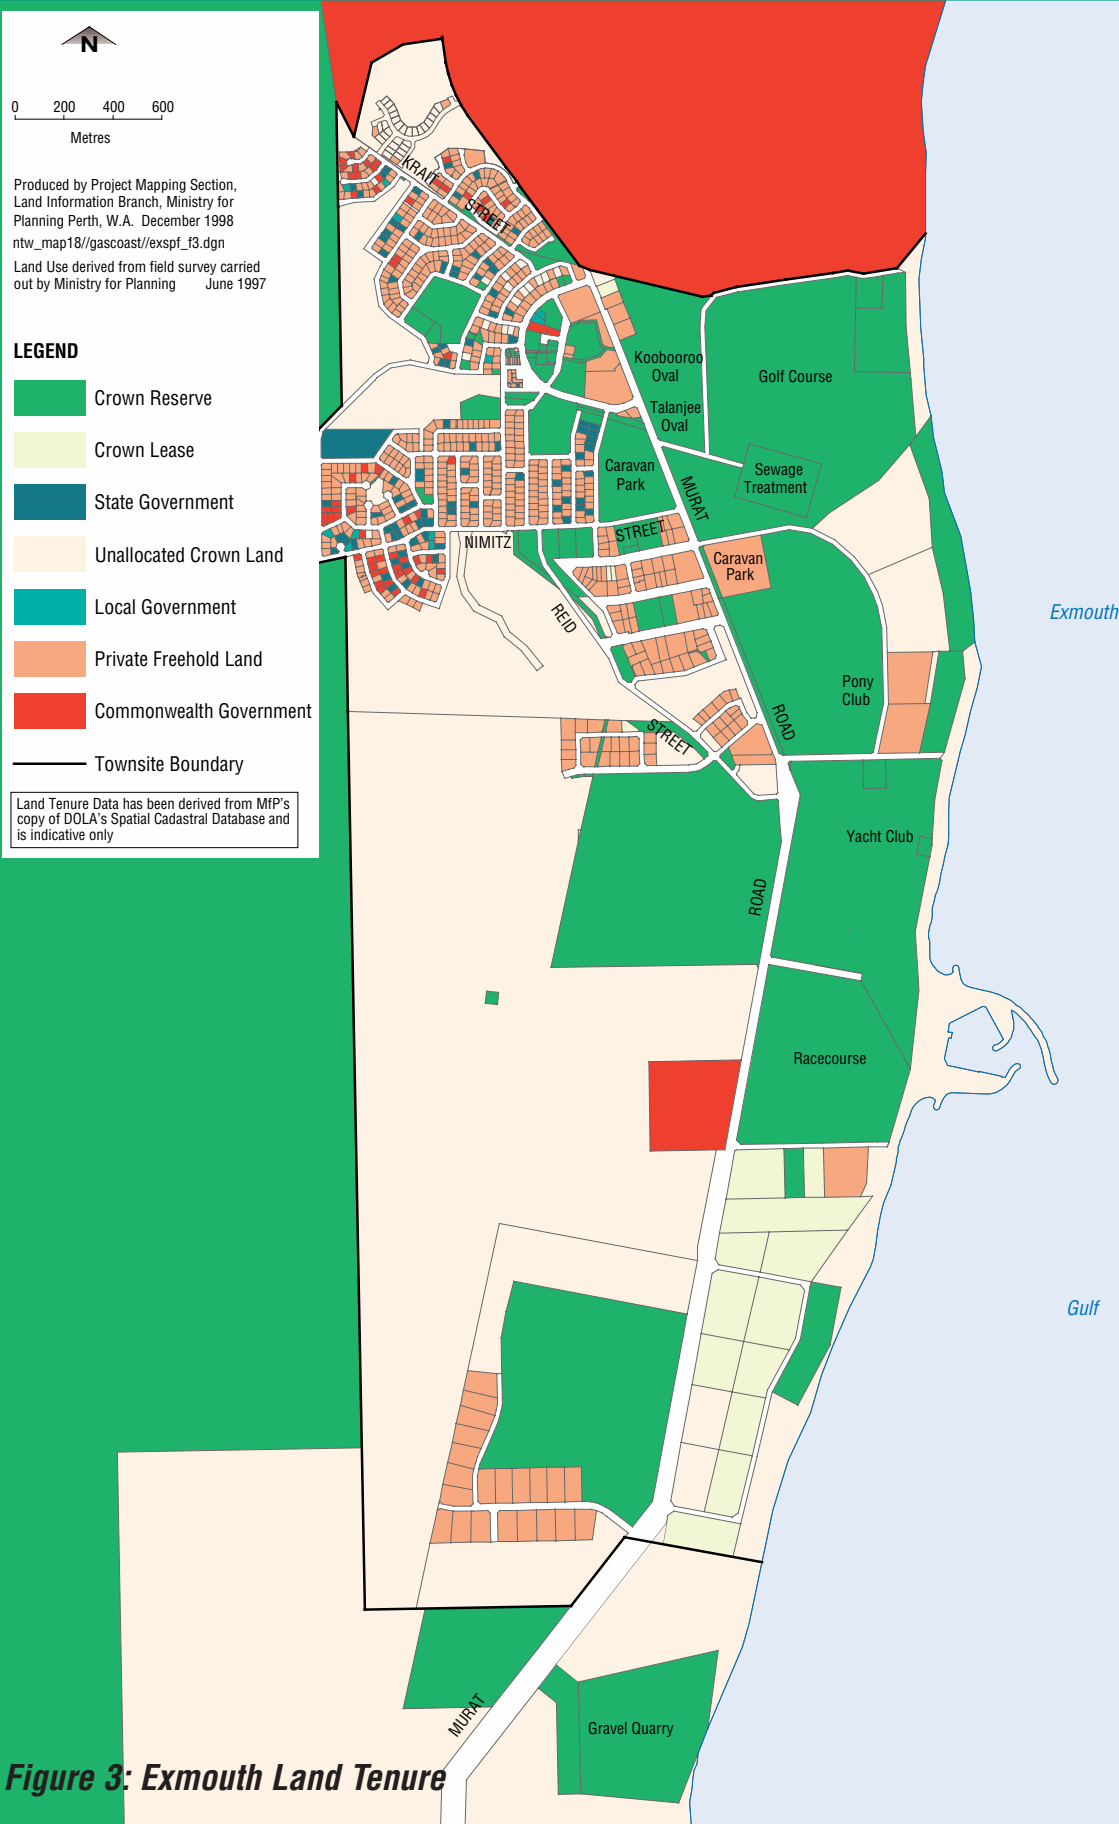 N
0 200 400 600
Metres
Produced by Project Mapping Section,
Land Information Branch, Ministry for
Planning Perth, W.A. December 1998
ntw_map18//gascoast//exspf_f3.dgn
Land Use derived from field survey carried
out by Ministry for Planning June 1997
LEGEND
Crown Reserve
Crown Lease
State Government
Unallocated Crown Land
Local Government
Private Freehold Land
Commonwealth Government
Townsite Boundary
Land Tenure Data has been derived from MfP's
copy of DOLA's Spatial Cadastral Database and
is indicative only
KRAIT
STREET
Koobooroo
Oval
Golf Course
Talanjee
Oval
Caravan
Park
Sewage
Treatment
MURAT
NIMITZ
STREET
Caravan
Park
Exmouth
REID
Pony
Club
STREET
ROAD
Yacht Club
ROAD
Racecourse
Gulf
MURAT
Gravel Quarry
Figure 3: Exmouth Land Tenure